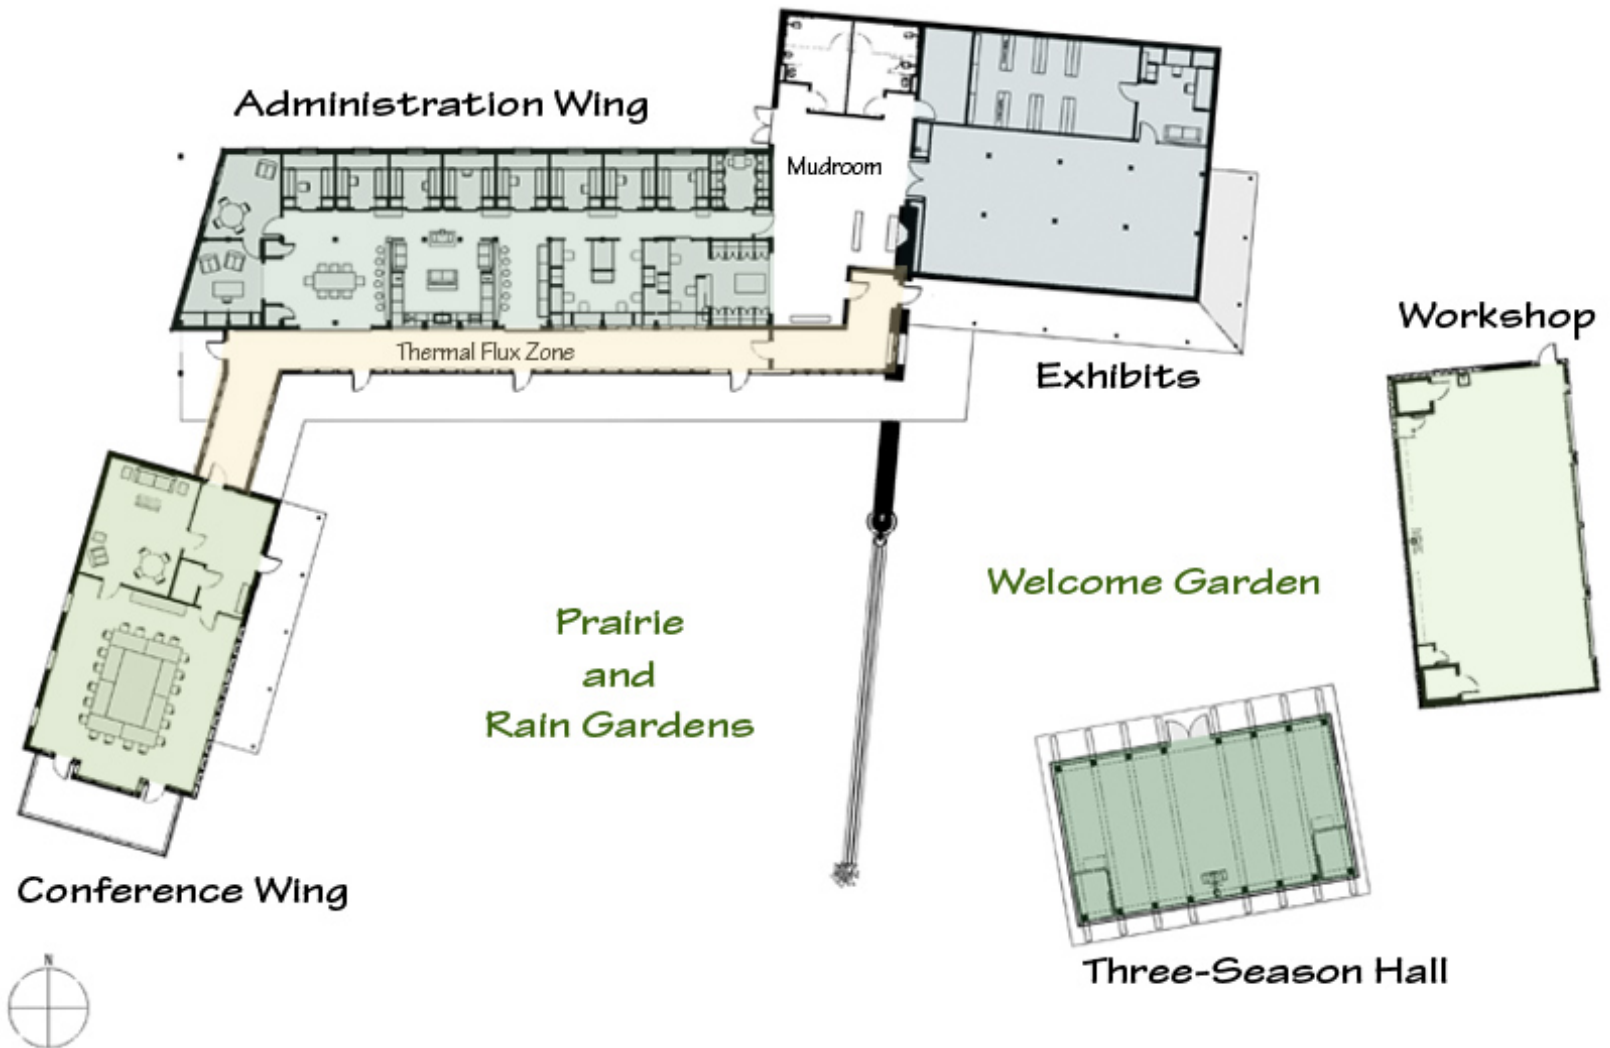 Administration Wing
Mudroom
Thermal Flux Zone
Workshop
Exhibits
Welcome Garden
Prairie
and
Rain Gardens
Conference Wing
Three-Season Hall
N